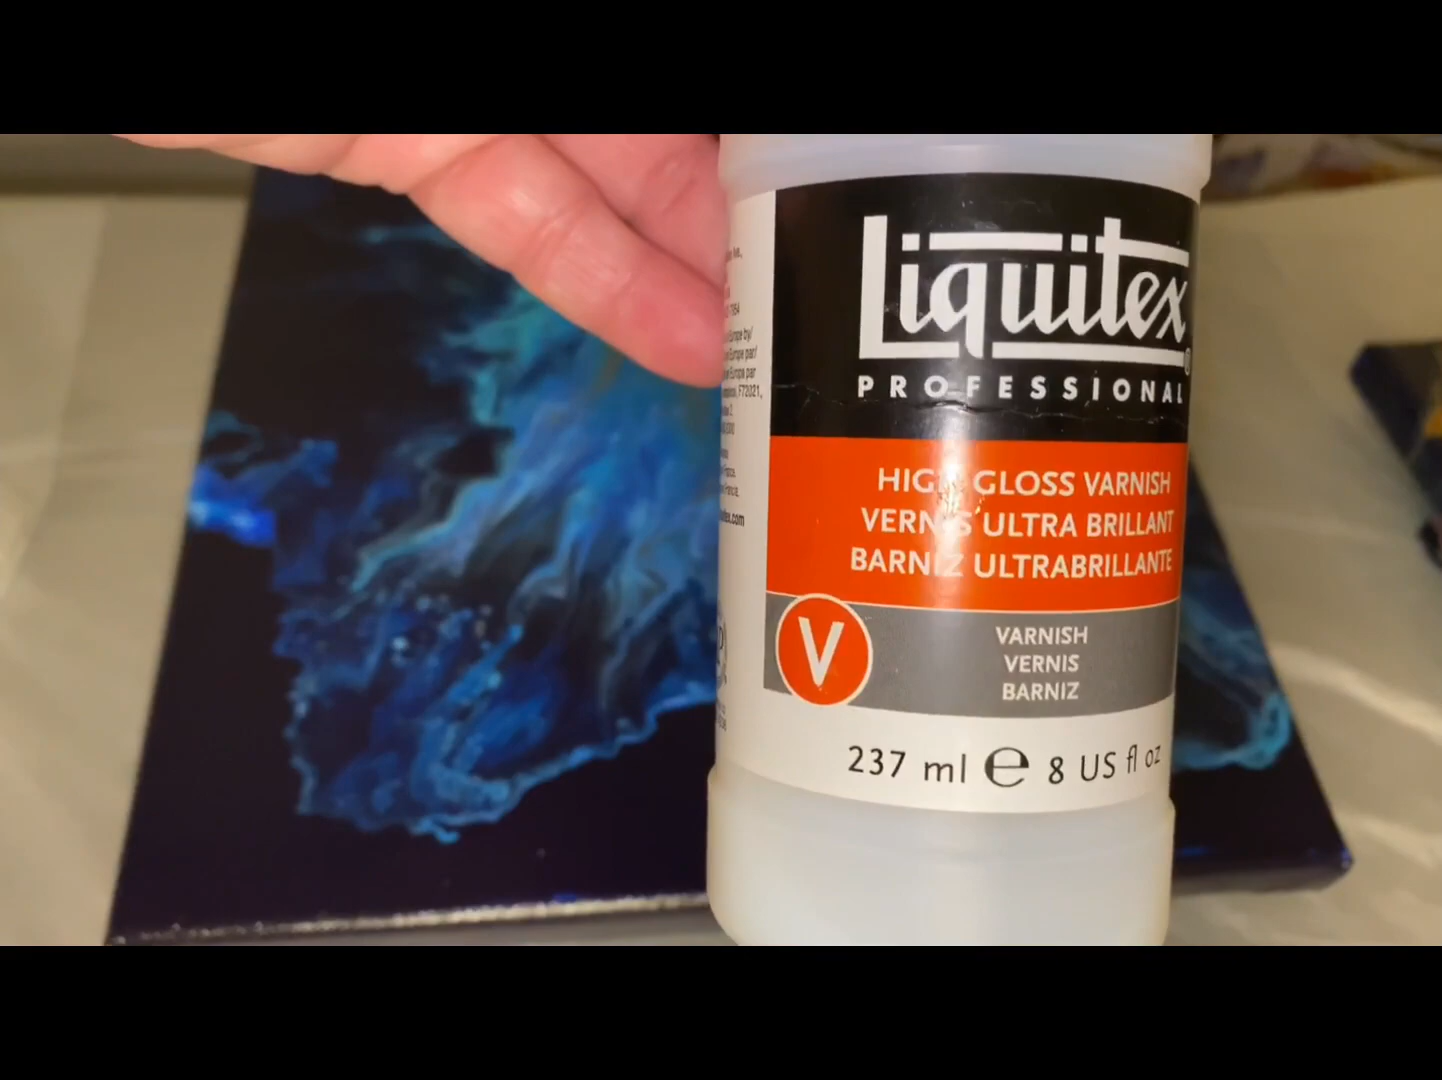 Liquitex®
PROFESSIONAL
HIGH GLOSS VARNISH
VERNIS ULTRA BRILLANT
BARNIZ ULTRABRILLANTE
V
VARNISH
VERNIS
BARNIZ
237 ml ℮ 8 US fl oz